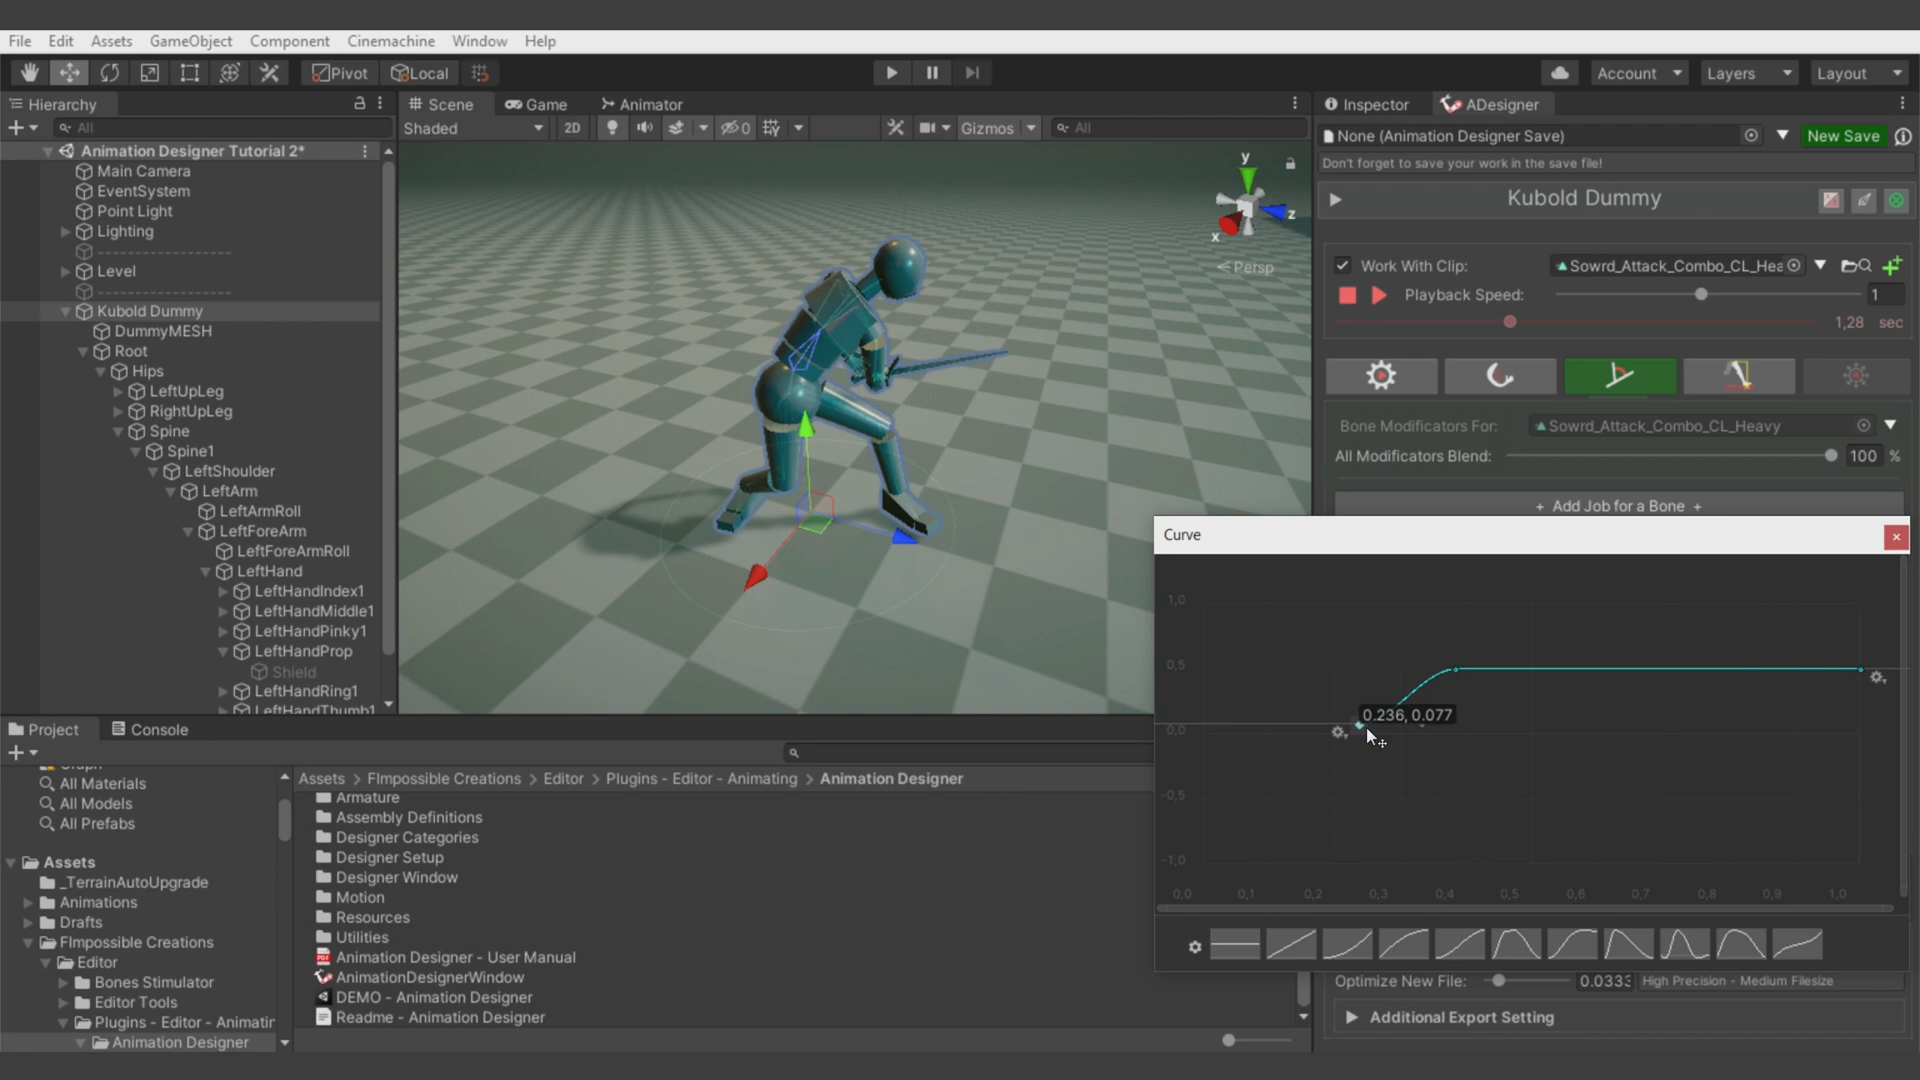 File Edit Assets GameObject Component Cinemachine Window Help
Pivot Local Account Layers Layout
Hierarchy
All
Animation Designer Tutorial 2*
Main Camera
EventSystem
Point Light
Lighting
--------------------
Level
--------------------
Kubold Dummy
DummyMESH
Root
Hips
LeftUpLeg
RightUpLeg
Spine
Spine1
LeftShoulder
LeftArm
LeftArmRoll
LeftForeArm
LeftForeArmRoll
LeftHand
LeftHandIndex1
LeftHandMiddle1
LeftHandPinky1
LeftHandProp
Shield
LeftHandRing1
LeftHandThumb1
Scene Game Animator
Shaded 2D 0 Gizmos All
y
z
x
Persp
Inspector ADesigner
None (Animation Designer Save) New Save
Don't forget to save your work in the save file!
Kubold Dummy
Work With Clip: Sowrd_Attack_Combo_CL_Hea
Playback Speed: 1
1,28 sec
Bone Modificators For: Sowrd_Attack_Combo_CL_Heavy
All Modificators Blend: 100 %
+ Add Job for a Bone +
Curve
1,0
0,5
0.236, 0.077
0,0
-0,5
-1,0
0,0 0,1 0,2 0,3 0,4 0,5 0,6 0,7 0,8 0,9 1,0
Optimize New File: 0.0333 High Precision - Medium Filesize
Additional Export Setting
Project Console
All Materials
All Models
All Prefabs
Assets
_TerrainAutoUpgrade
Animations
Drafts
FImpossible Creations
Editor
Bones Stimulator
Editor Tools
Plugins - Editor - Animatir
Animation Designer
Assets > FImpossible Creations > Editor > Plugins - Editor - Animating > Animation Designer
Armature
Assembly Definitions
Designer Categories
Designer Setup
Designer Window
Motion
Resources
Utilities
Animation Designer - User Manual
AnimationDesignerWindow
DEMO - Animation Designer
Readme - Animation Designer